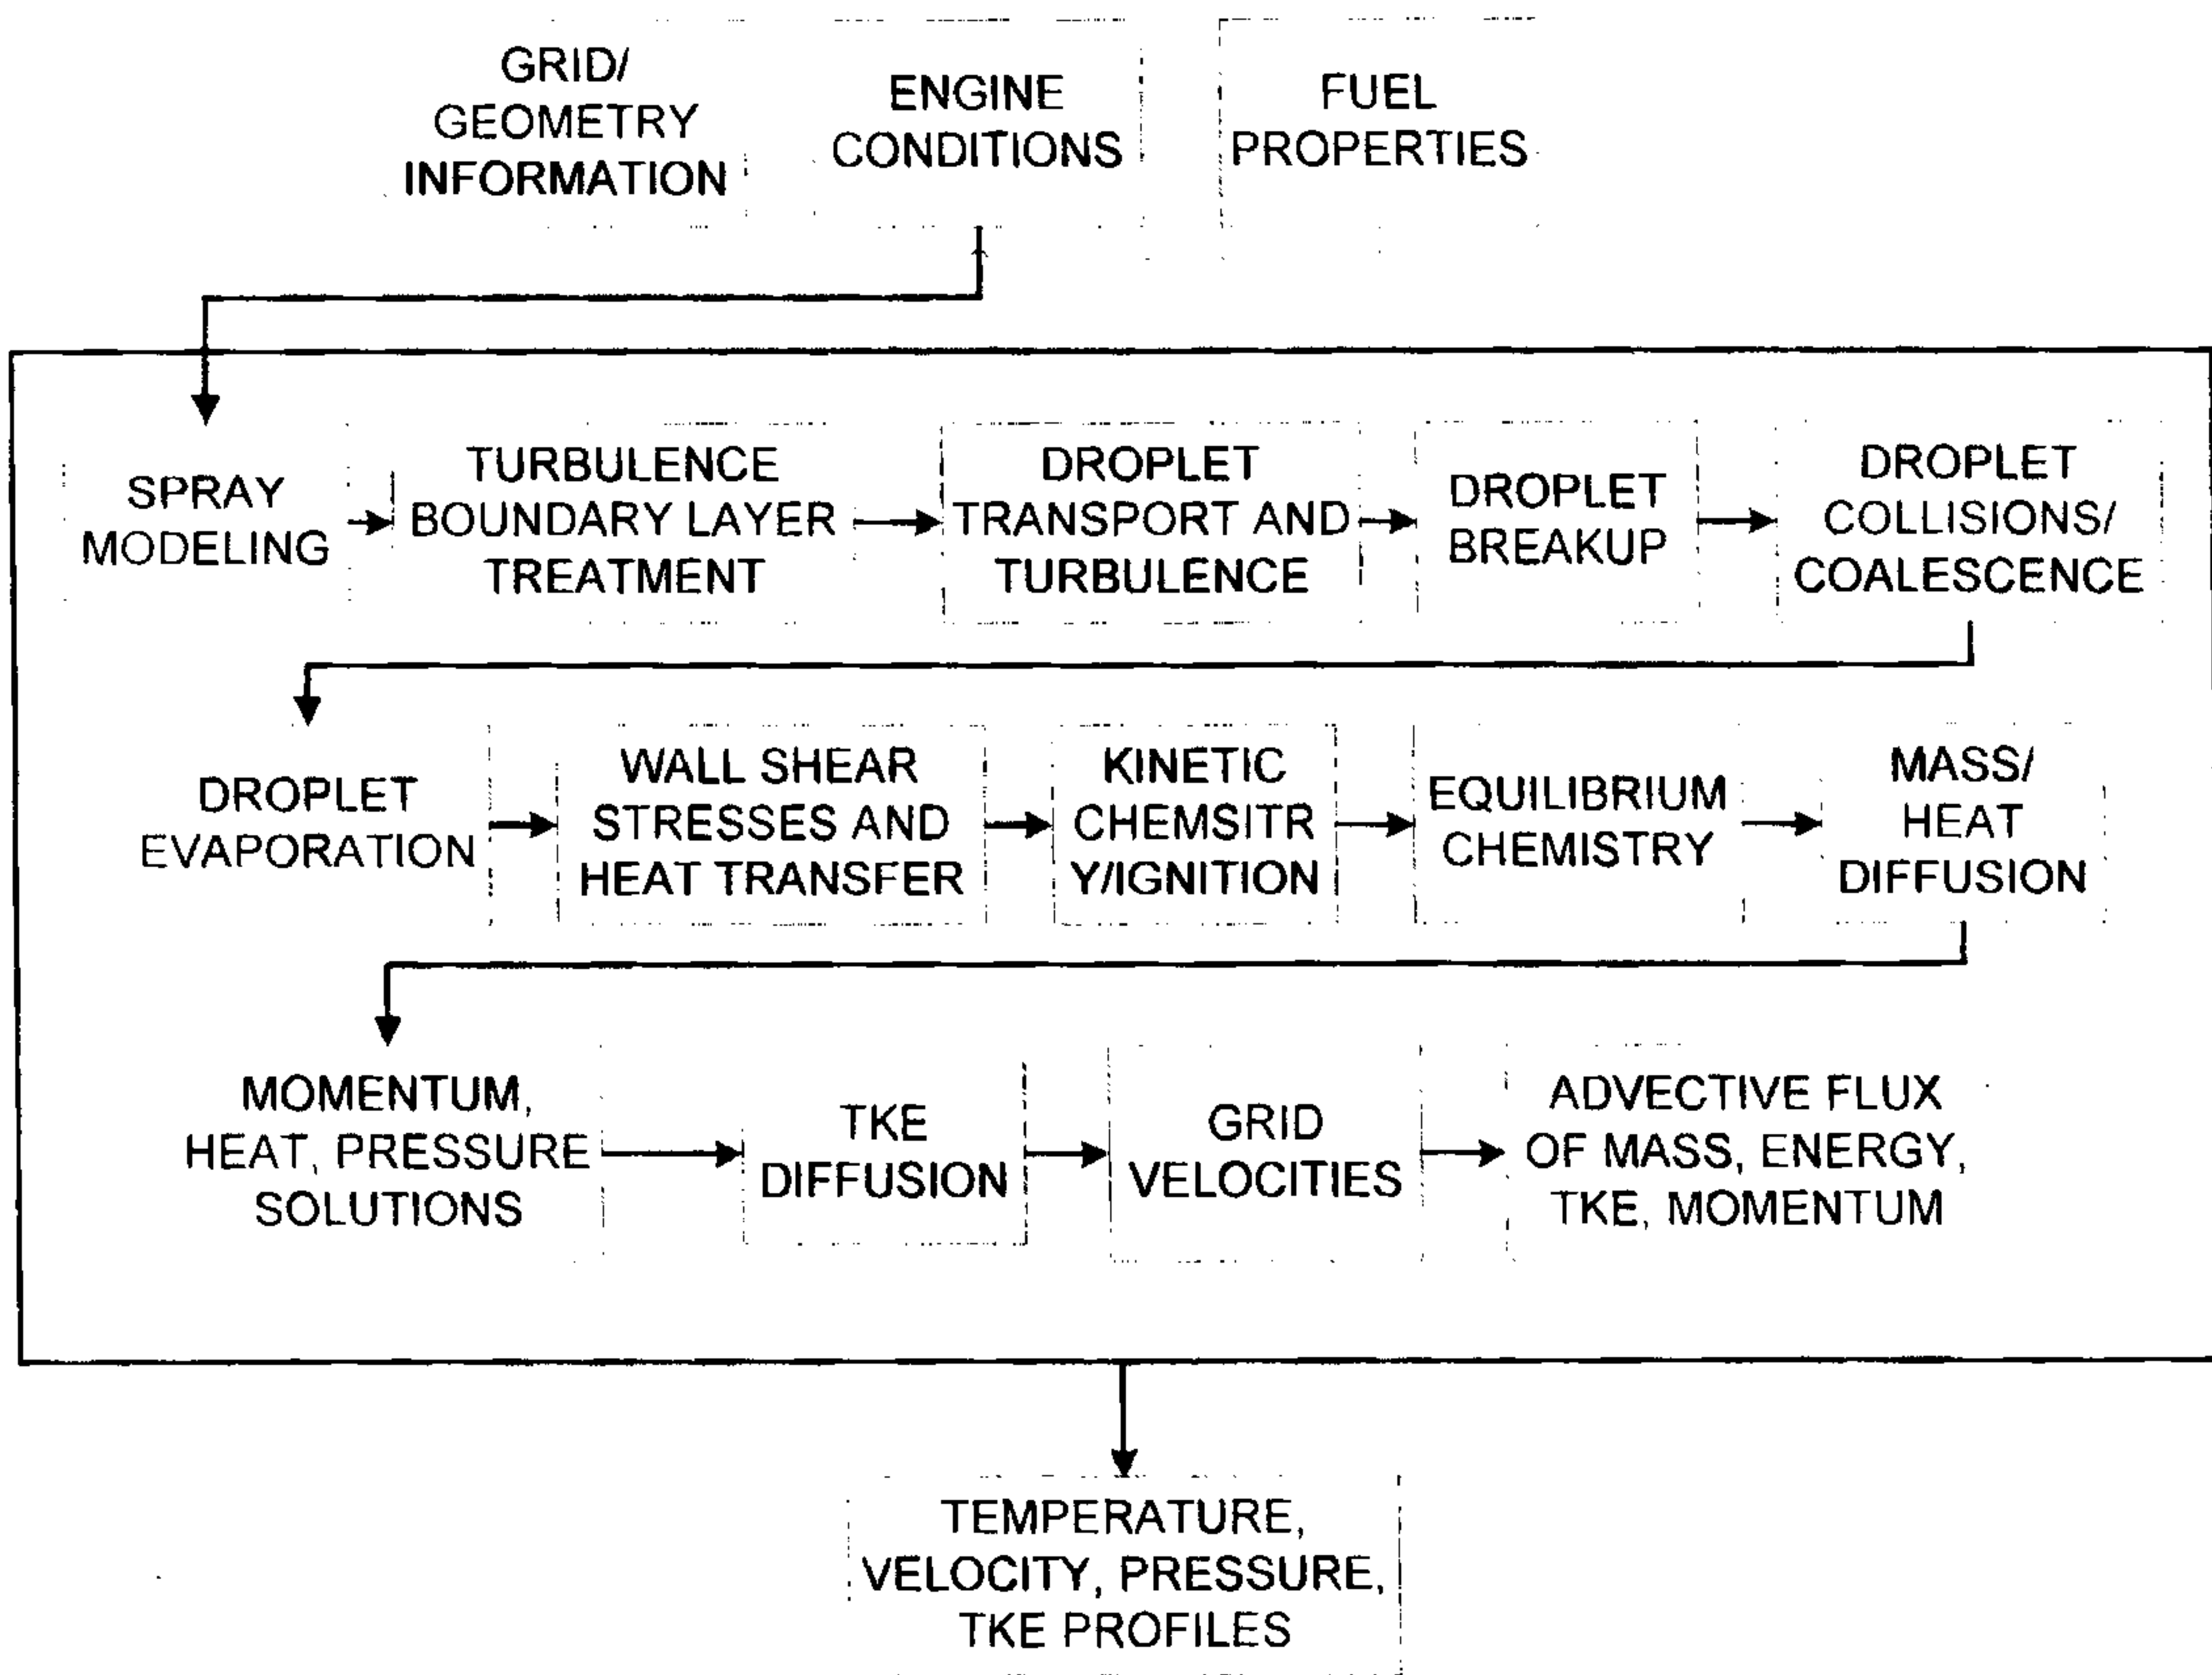 GRID/
GEOMETRY
INFORMATION
ENGINE
CONDITIONS
FUEL
PROPERTIES
SPRAY
MODELING
TURBULENCE
BOUNDARY LAYER
TREATMENT
DROPLET
TRANSPORT AND
TURBULENCE
DROPLET
BREAKUP
DROPLET
COLLISIONS/
COALESCENCE
DROPLET
EVAPORATION
WALL SHEAR
STRESSES AND
HEAT TRANSFER
KINETIC
CHEMSITR
Y/IGNITION
EQUILIBRIUM
CHEMISTRY
MASS/
HEAT
DIFFUSION
MOMENTUM,
HEAT, PRESSURE
SOLUTIONS
TKE
DIFFUSION
GRID
VELOCITIES
ADVECTIVE FLUX
OF MASS, ENERGY,
TKE, MOMENTUM
TEMPERATURE,
VELOCITY, PRESSURE,
TKE PROFILES